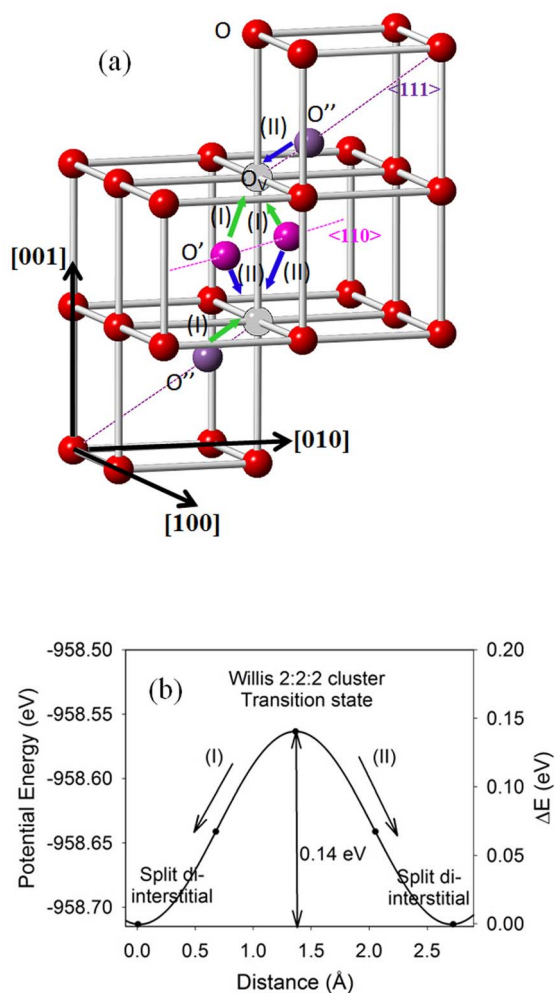 O
(a)
<111>
O''
(II)
O
v
(I)
(I)
<110>
O'
[001]
(II)
(II)
(I)
O''
[010]
[100]
(b)
Willis 2:2:2 cluster
Transition state
(I)
(II)
0.14 eV
Split di-
interstitial
Split di-
interstitial
Potential Energy (eV)
-958.50
-958.55
-958.60
-958.65
-958.70
0.20
0.15
0.10
0.05
0.00
ΔE (eV)
0.0
0.5
1.0
1.5
2.0
2.5
Distance (Å)